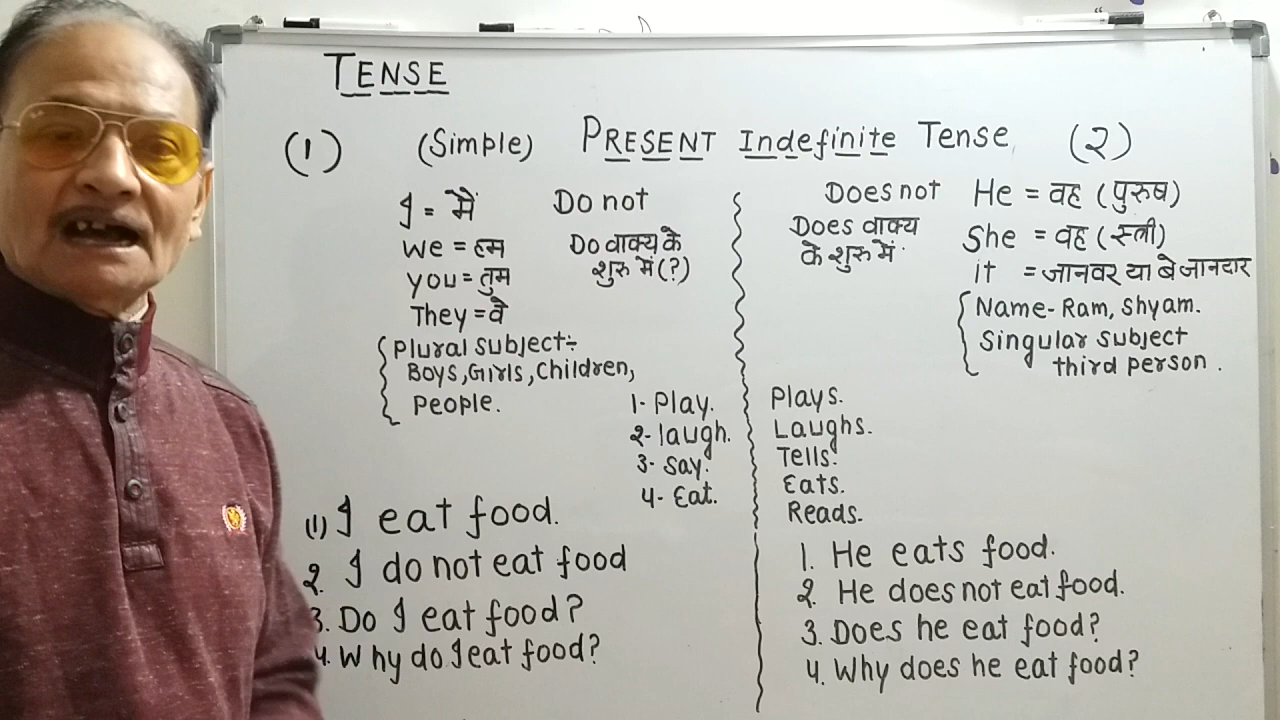 TENSE
(1) (Simple) PRESENT Indefinite Tense (2)
I = मैं
we = हम
you = तुम
They = वे
{ Plural subject ÷
Boys, Girls, Children,
People.
Do not
Do वाक्य के
शुरु में (?)
1- Play.
2- laugh.
3- say.
4- Eat.
(1) I eat food.
2. I do not eat food
3. Do I eat food?
4. Why do I eat food?
Does not
Does वाक्य
के शुरु में.
He = वह (पुरुष)
She = वह (स्त्री)
it = जानवर या बेजानदार
{ Name- Ram, Shyam.
Singular subject
third person.
Plays.
Laughs.
Tells.
Eats.
Reads.
1. He eats food.
2. He does not eat food.
3. Does he eat food?
4. Why does he eat food?